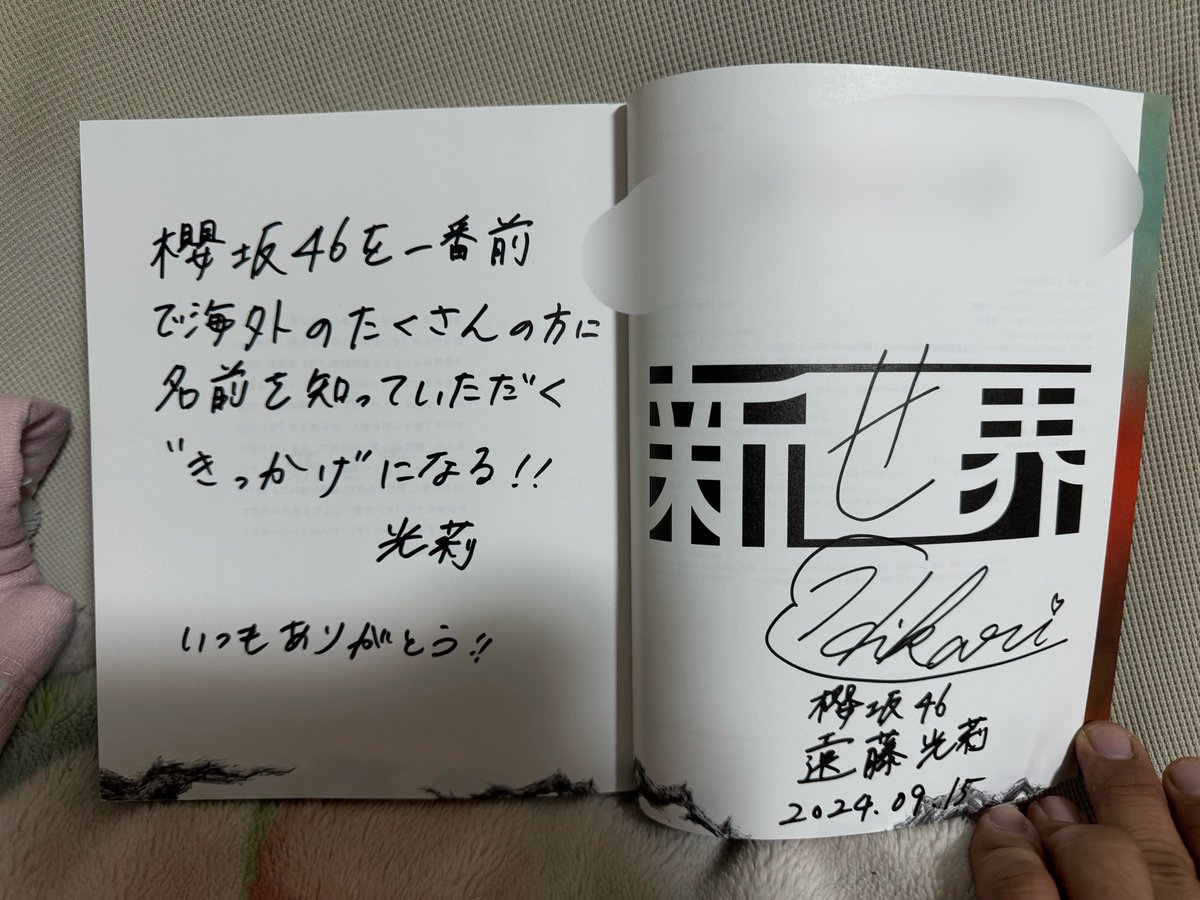 櫻坂46を一番前
で海外のたくさんの方に
名前を知っていただく
"きっかけ"になる!!
光莉
いつもありがとう!!
新世界
Hikari
櫻坂46
遠藤光莉
2024.09.15